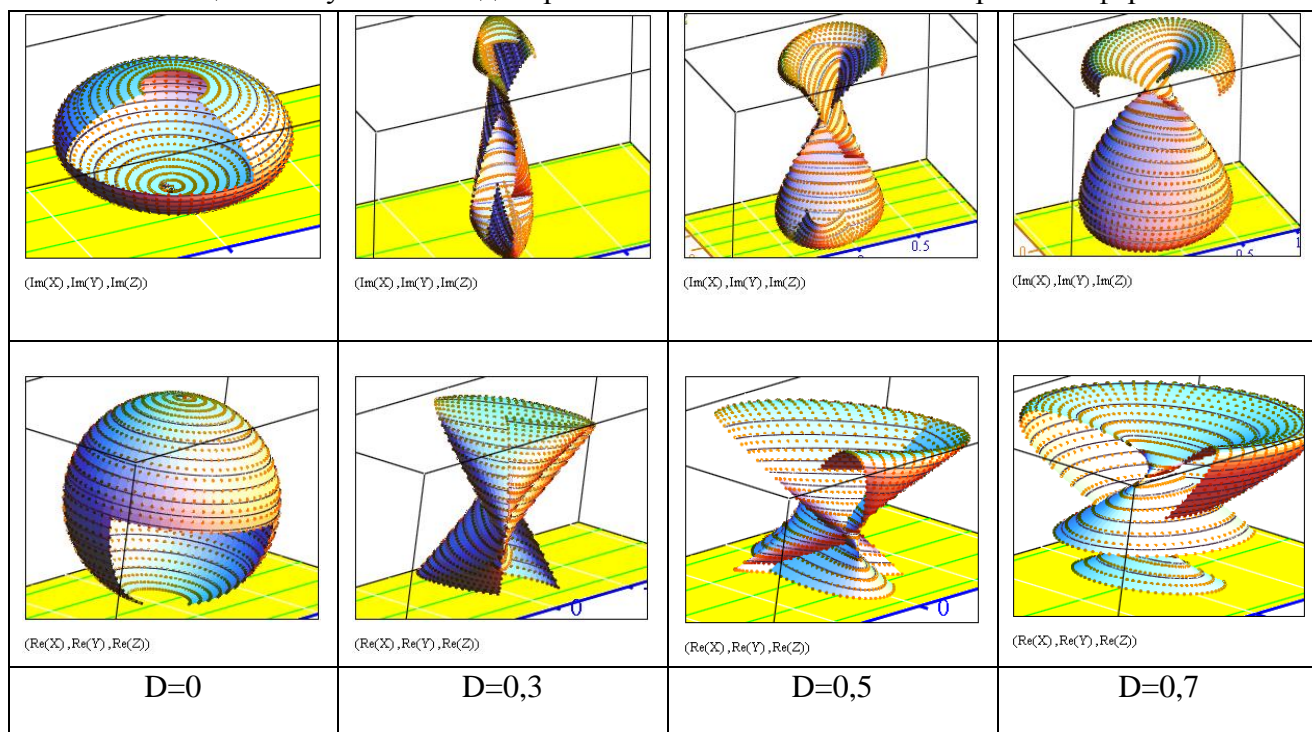 (Im(X) ,Im(Y) ,Im(Z))
(Im(X) ,Im(Y) ,Im(Z))
0.5
(Im(X) ,Im(Y) ,Im(Z))
0.5
1
(Im(X) ,Im(Y) ,Im(Z))
(Re(X) ,Re(Y) ,Re(Z))
0
(Re(X) ,Re(Y) ,Re(Z))
0
(Re(X) ,Re(Y) ,Re(Z))
(Re(X) ,Re(Y) ,Re(Z))
D=0
D=0,3
D=0,5
D=0,7